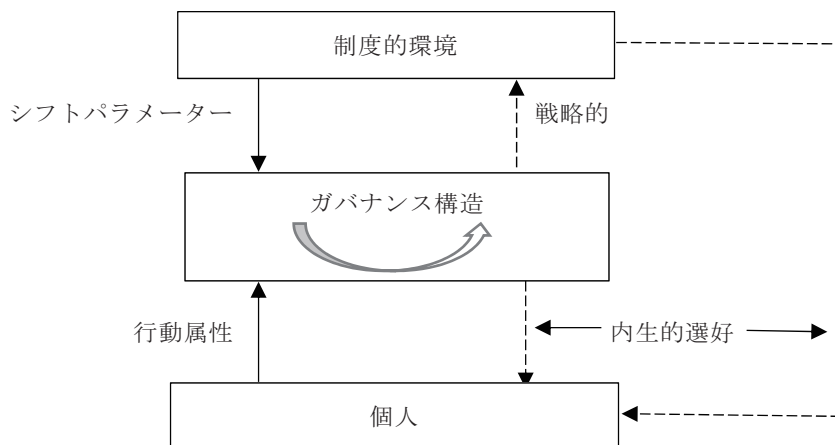 制度的環境
シフトパラメーター
戦略的
ガバナンス構造
行動属性
内生的選好
個人